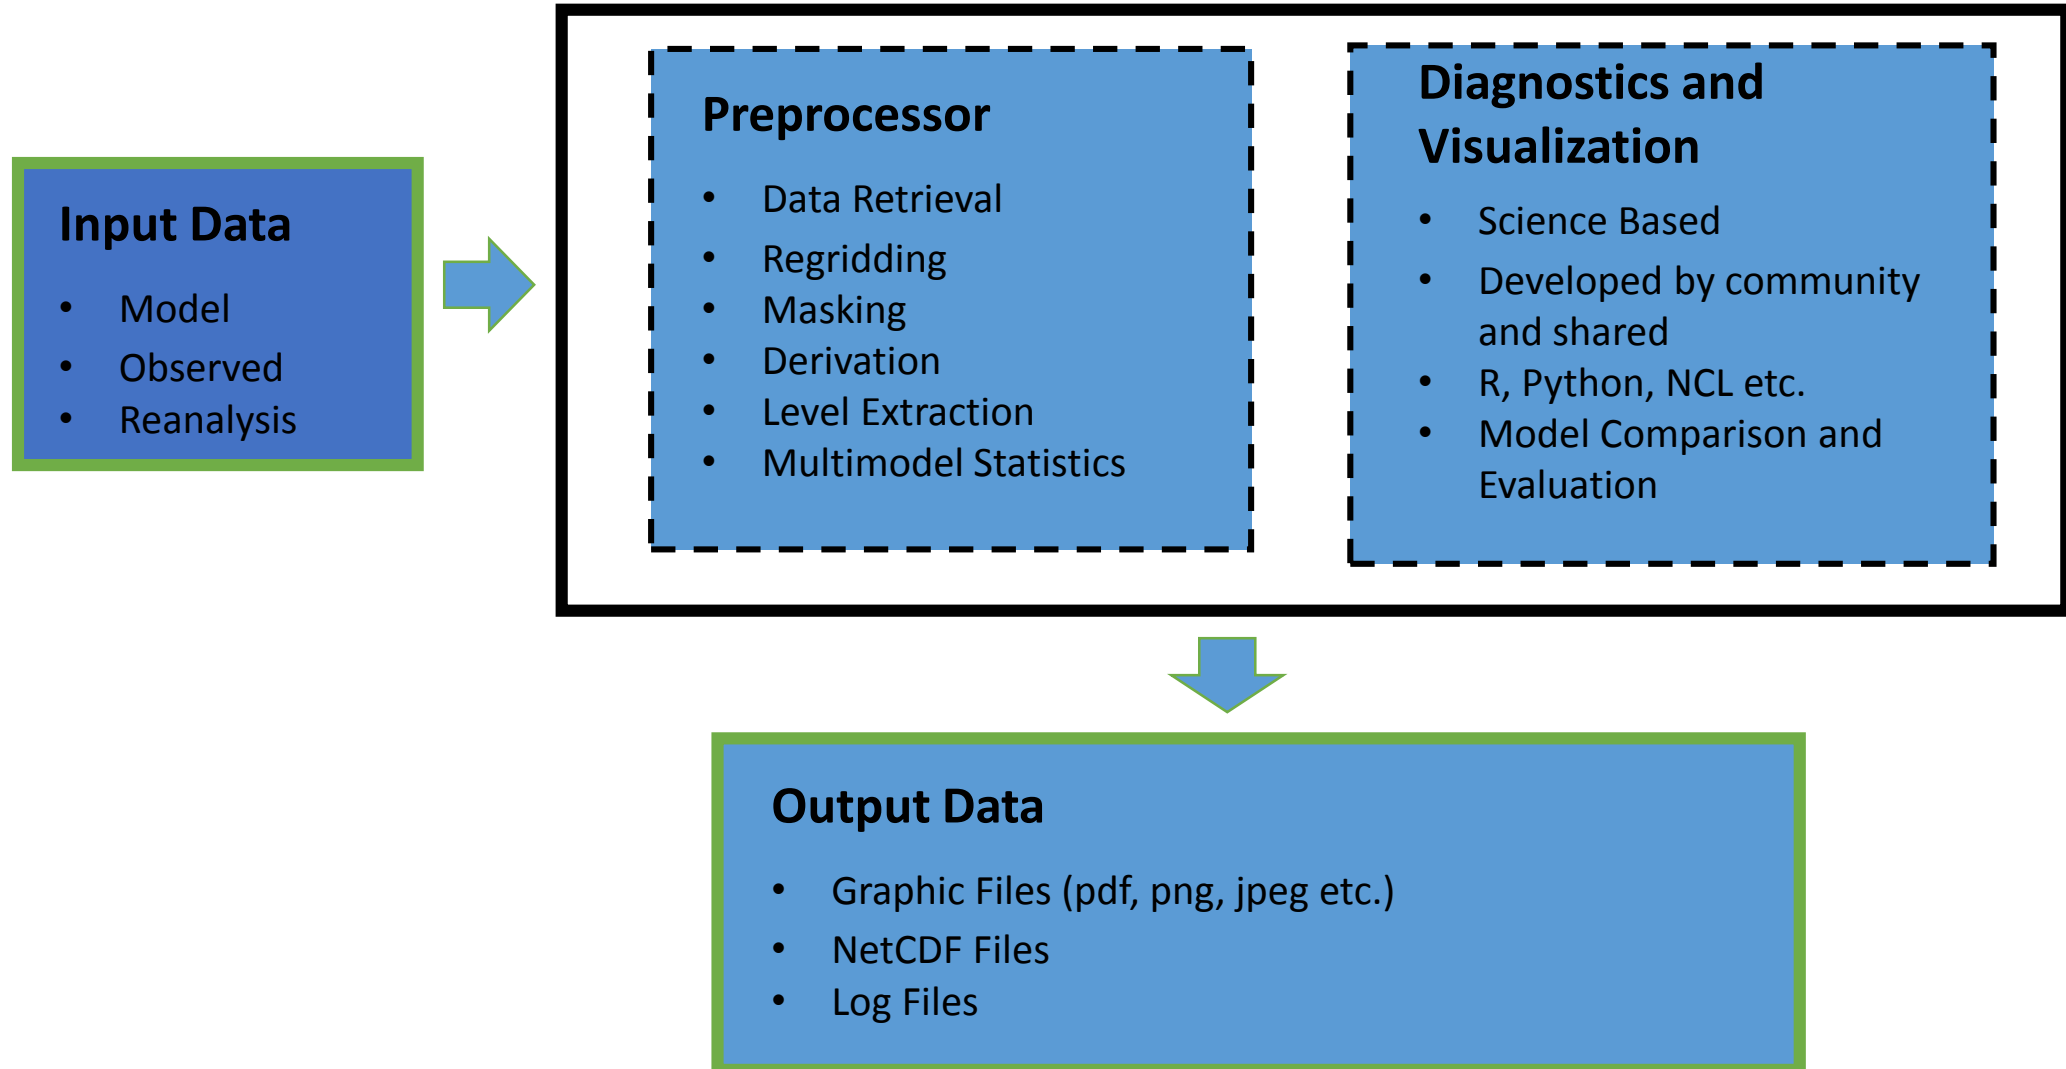 Input Data
• Model
• Observed
• Reanalysis
Preprocessor
• Data Retrieval
• Regridding
• Masking
• Derivation
• Level Extraction
• Multimodel Statistics
Diagnostics and
Visualization
• Science Based
• Developed by community
and shared
• R, Python, NCL etc.
• Model Comparison and
Evaluation
Output Data
• Graphic Files (pdf, png, jpeg etc.)
• NetCDF Files
• Log Files